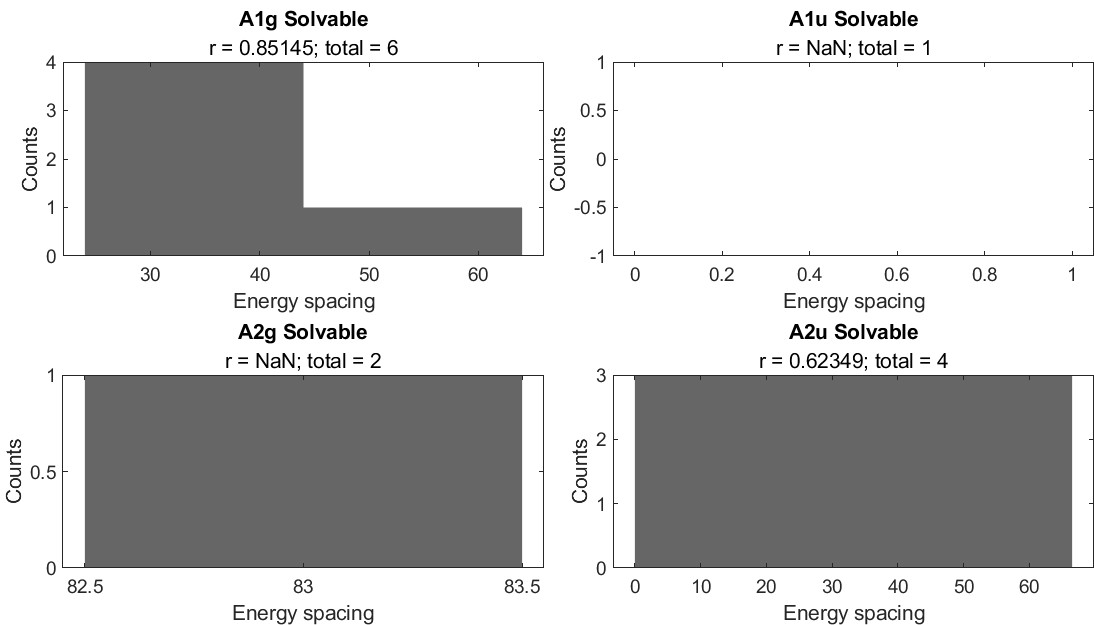 A1g Solvable
r = 0.85145; total = 6
4
3
2
1
0
Counts
30 40 50 60
Energy spacing
A1u Solvable
r = NaN; total = 1
1
0.5
0
-0.5
-1
Counts
0 0.2 0.4 0.6 0.8 1
Energy spacing
A2g Solvable
r = NaN; total = 2
1
0.5
0
Counts
82.5 83 83.5
Energy spacing
A2u Solvable
r = 0.62349; total = 4
3
2
1
0
Counts
0 10 20 30 40 50 60
Energy spacing